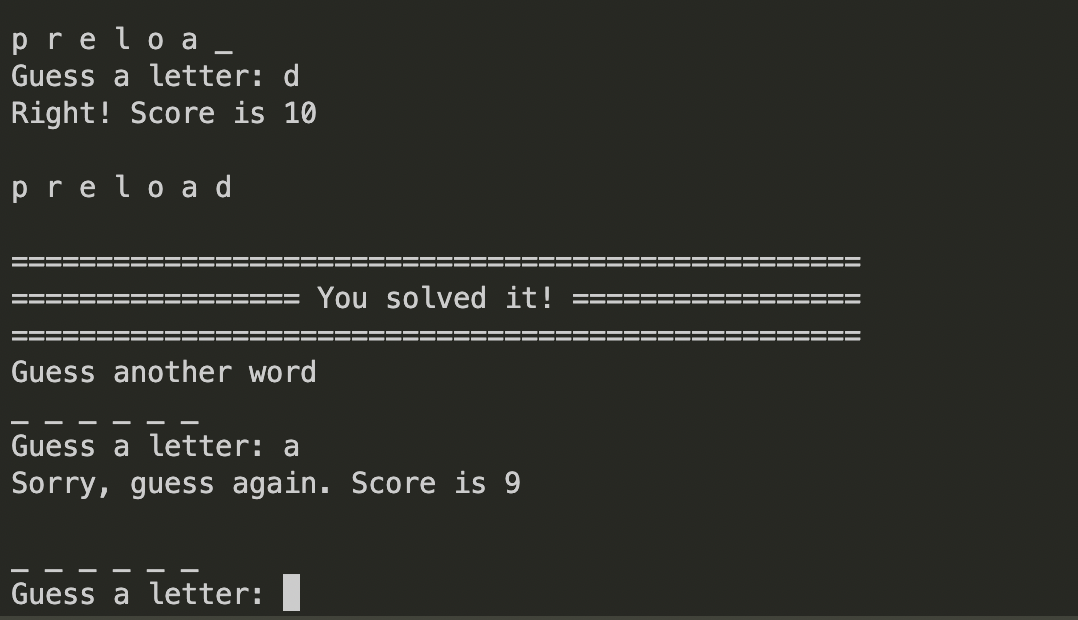 p r e l o a _
Guess a letter: d
Right! Score is 10
p r e l o a d
==================================================
================= You solved it! =================
==================================================
Guess another word
_ _ _ _ _ _
Guess a letter: a
Sorry, guess again. Score is 9
_ _ _ _ _ _
Guess a letter: